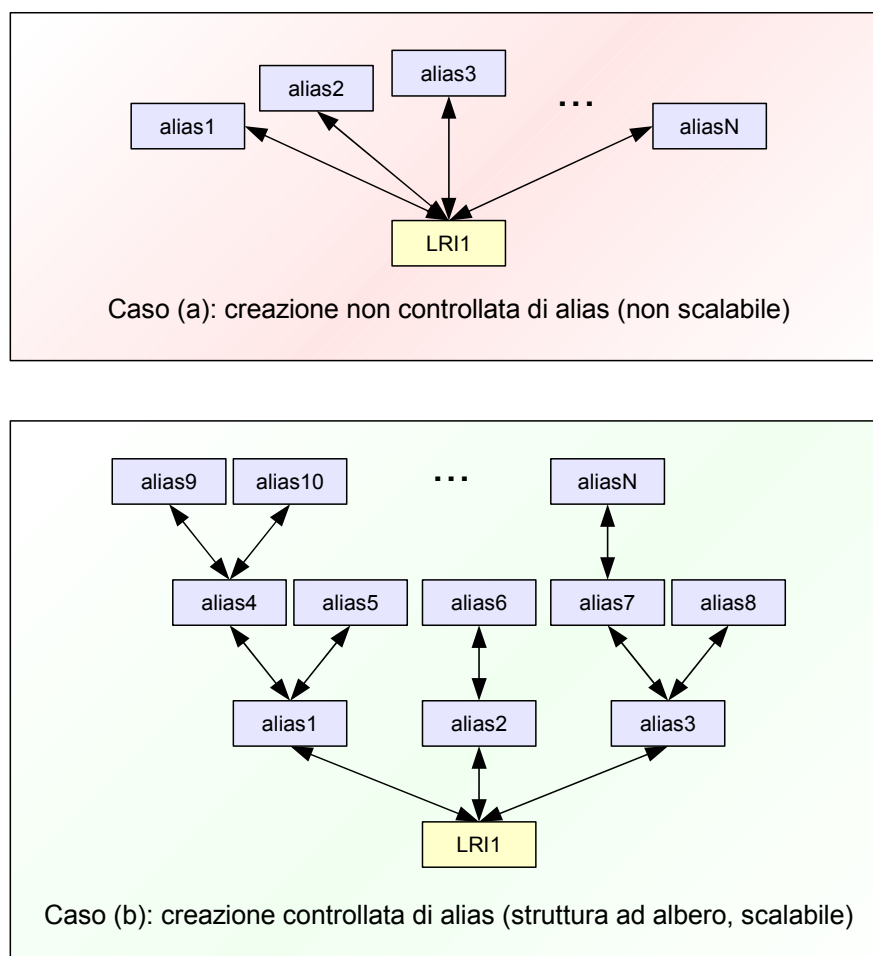 alias1
alias2
alias3
...
aliasN
LRI1
Caso (a): creazione non controllata di alias (non scalabile)
alias9 alias10 ... aliasN
alias4 alias5 alias6 alias7 alias8
alias1 alias2 alias3
LRI1
Caso (b): creazione controllata di alias (struttura ad albero, scalabile)